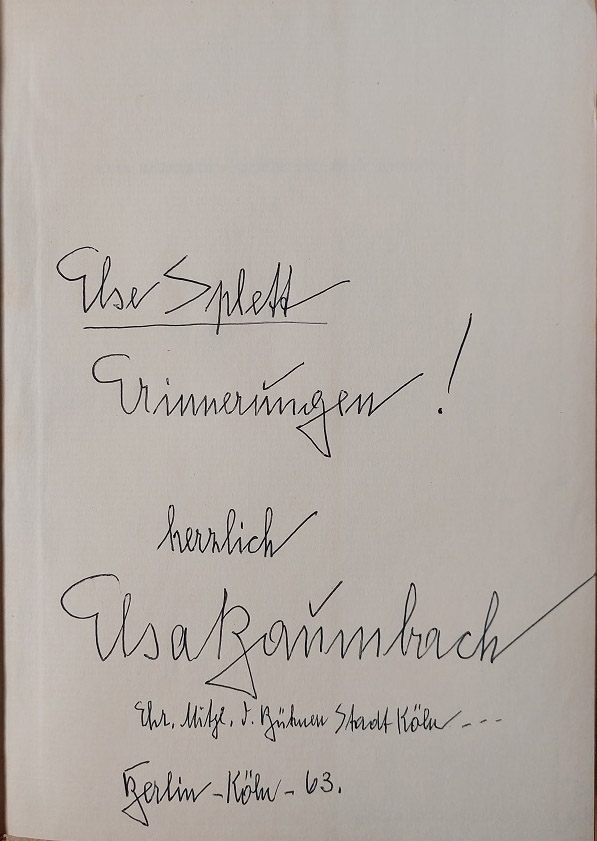 Else Splett
Erinnerungen!
herzlich
Elsa Baumbach
Ehr. Mitgl. d. Bühnen Stadt Köln ---
Berlin - Köln - 63.